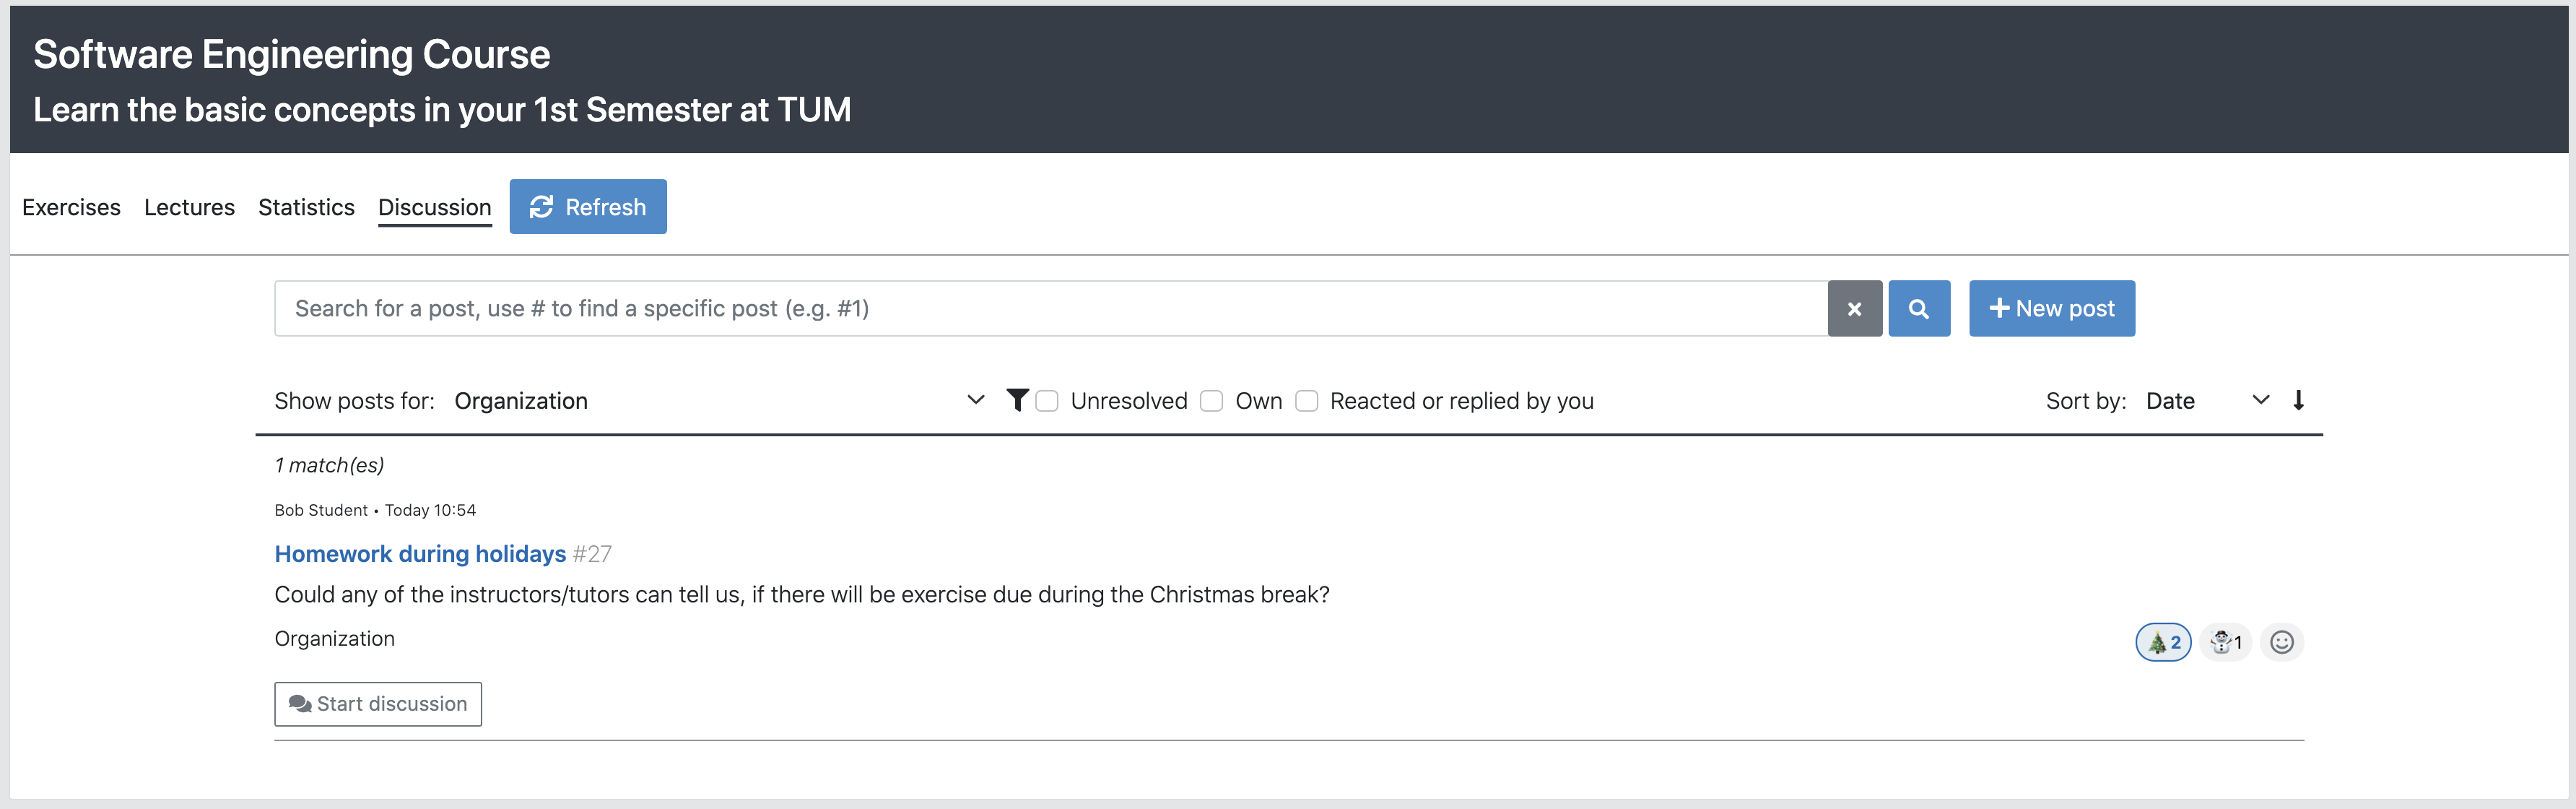 Software Engineering Course
Learn the basic concepts in your 1st Semester at TUM
Exercises Lectures Statistics Discussion Refresh
Search for a post, use # to find a specific post (e.g. #1) × New post
Show posts for: Organization Unresolved Own Reacted or replied by you Sort by: Date
1 match(es)
Bob Student • Today 10:54
Homework during holidays #27
Could any of the instructors/tutors can tell us, if there will be exercise due during the Christmas break?
Organization 2 1
Start discussion